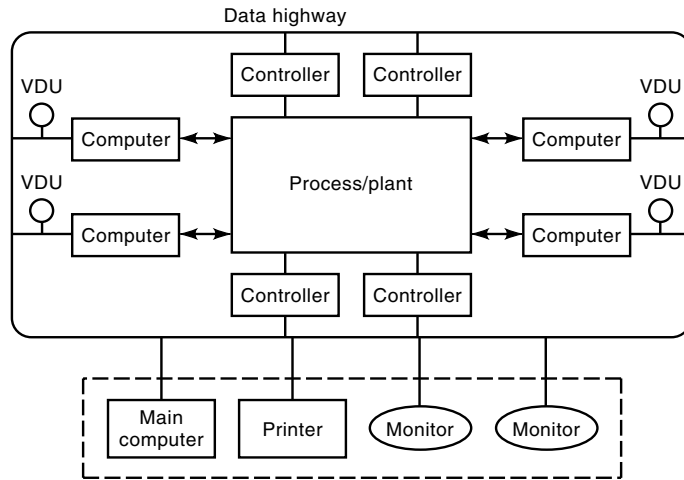 Data highway
Controller
Controller
VDU
VDU
Computer
Computer
Process/plant
VDU
VDU
Computer
Computer
Controller
Controller
Main
computer
Printer
Monitor
Monitor